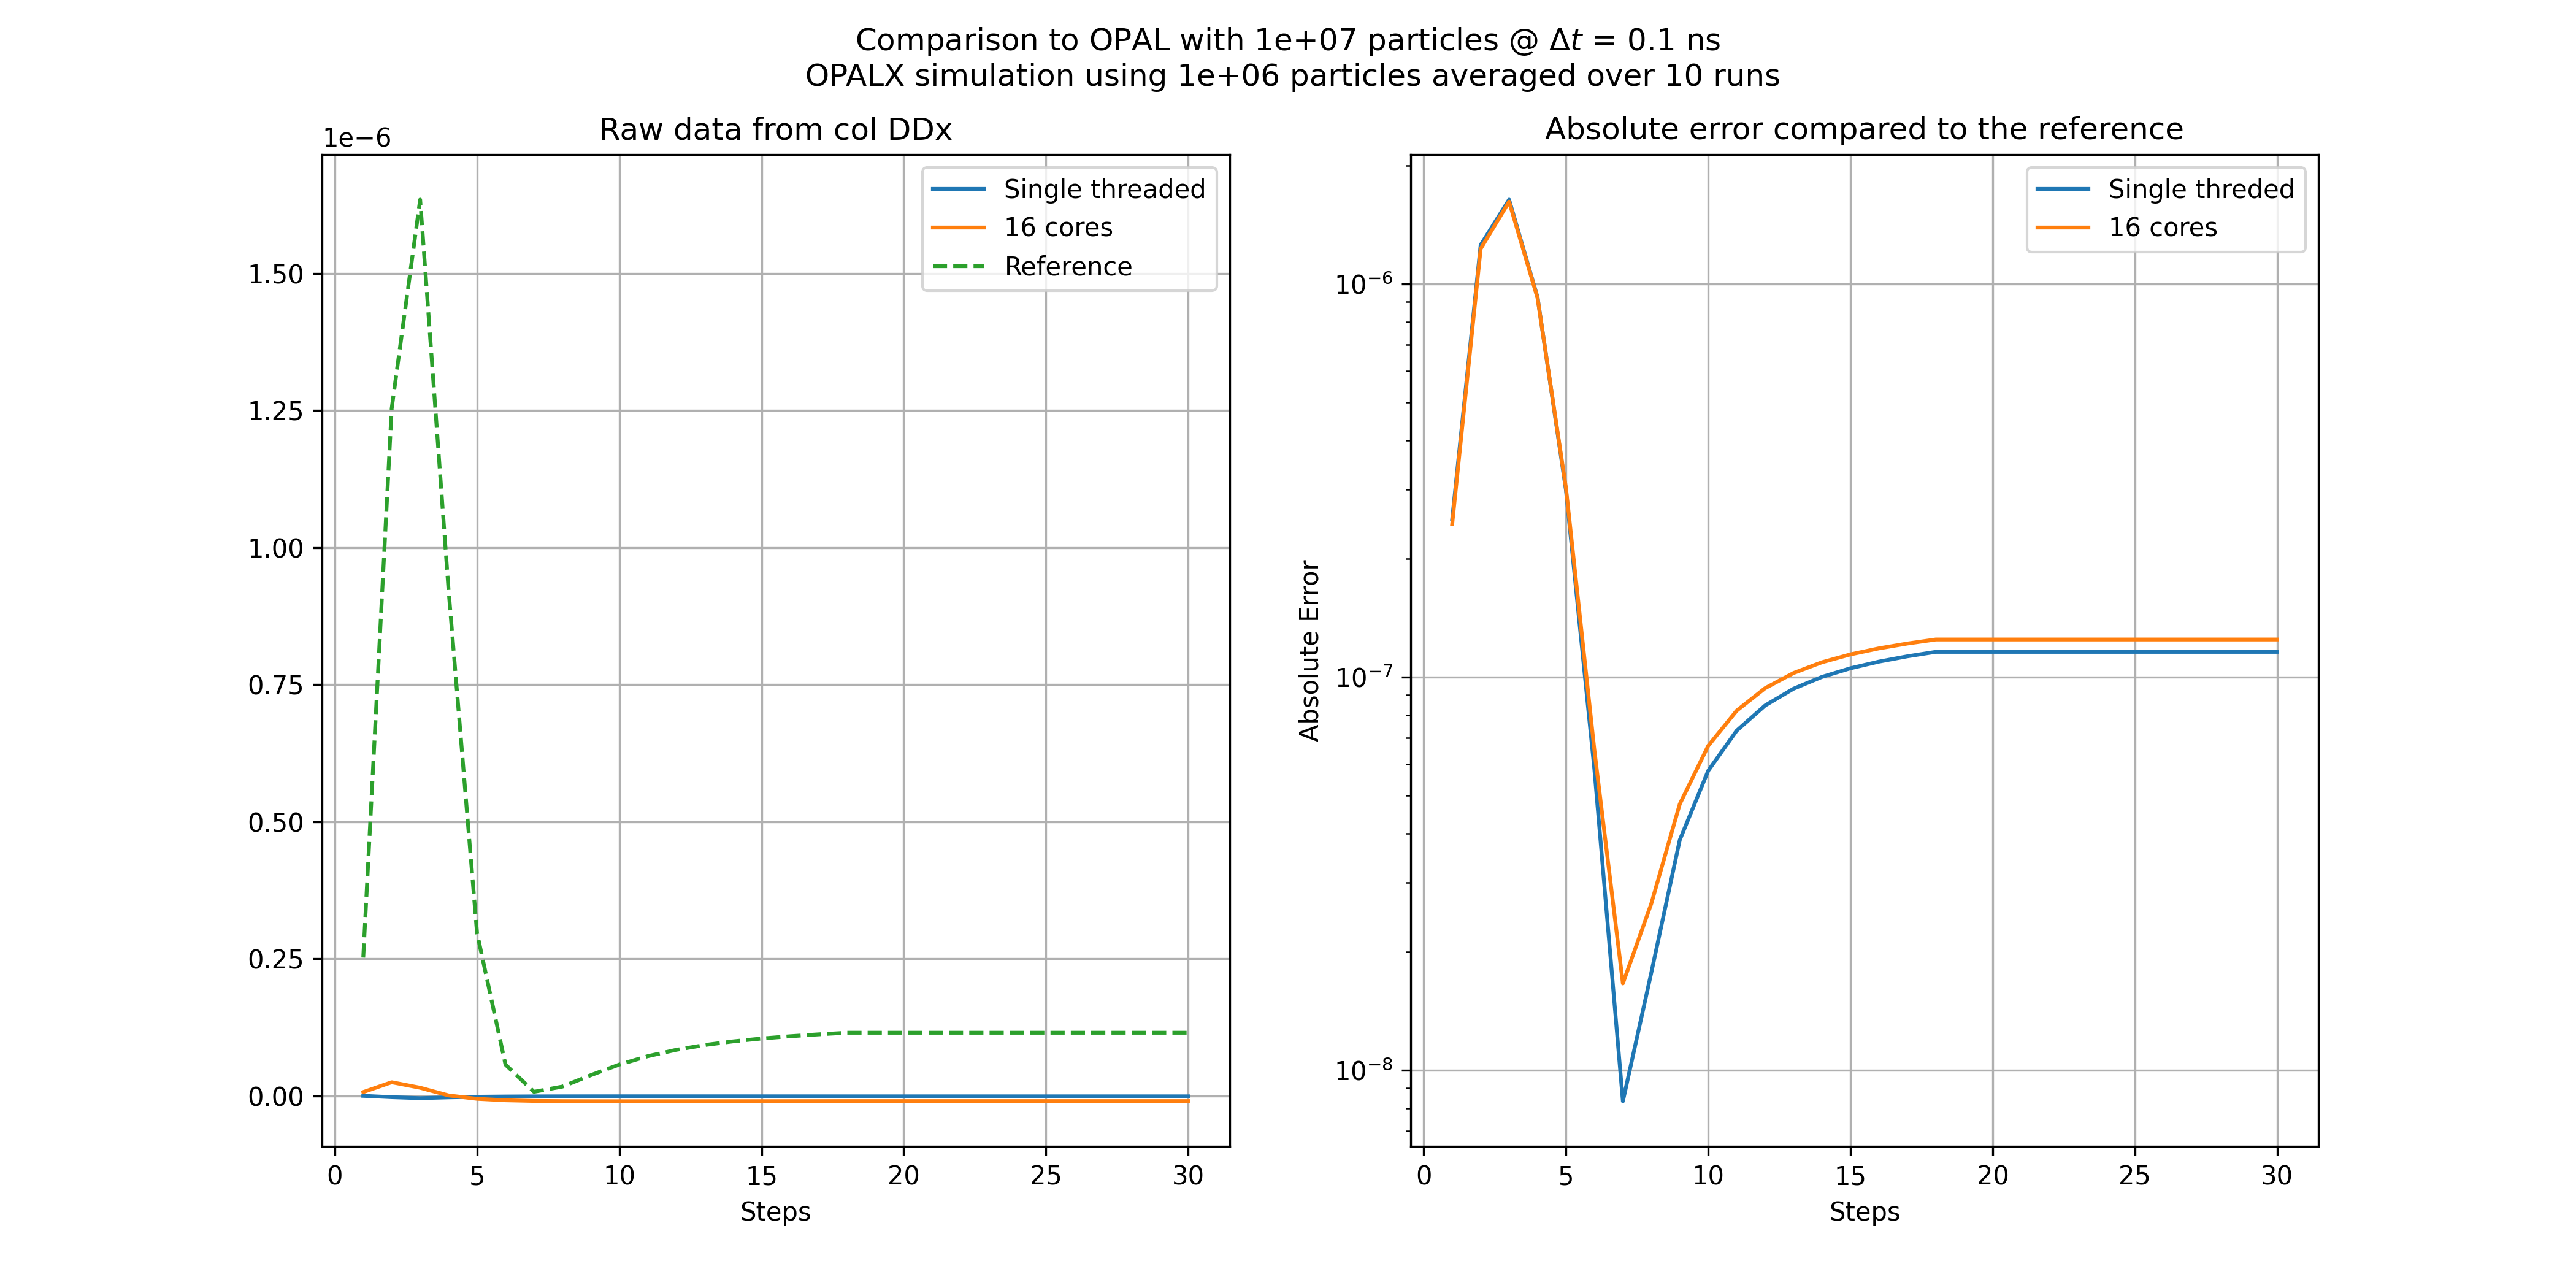 Comparison to OPAL with 1e+07 particles @ Δt = 0.1 ns
OPALX simulation using 1e+06 particles averaged over 10 runs
Raw data from col DDx
1e−6
Single threaded
16 cores
Reference
1.50
1.25
1.00
0.75
0.50
0.25
0.00
0 5 10 15 20 25 30
Steps
Absolute error compared to the reference
Single threded
16 cores
Absolute Error
10⁻⁶
10⁻⁷
10⁻⁸
0 5 10 15 20 25 30
Steps